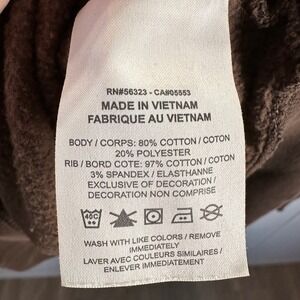 RN#56323 - CA#05553
MADE IN VIETNAM
FABRIQUE AU VIETNAM
BODY / CORPS: 80% COTTON / COTON
20% POLYESTER
RIB / BORD COTE: 97% COTTON / COTON
3% SPANDEX / ELASTHANNE
EXCLUSIVE OF DECORATION /
DECORATION NON COMPRISE
40C
WASH WITH LIKE COLORS / REMOVE
IMMEDIATELY
LAVER AVEC COULEURS SIMILAIRES /
ENLEVER IMMEDIATEMENT